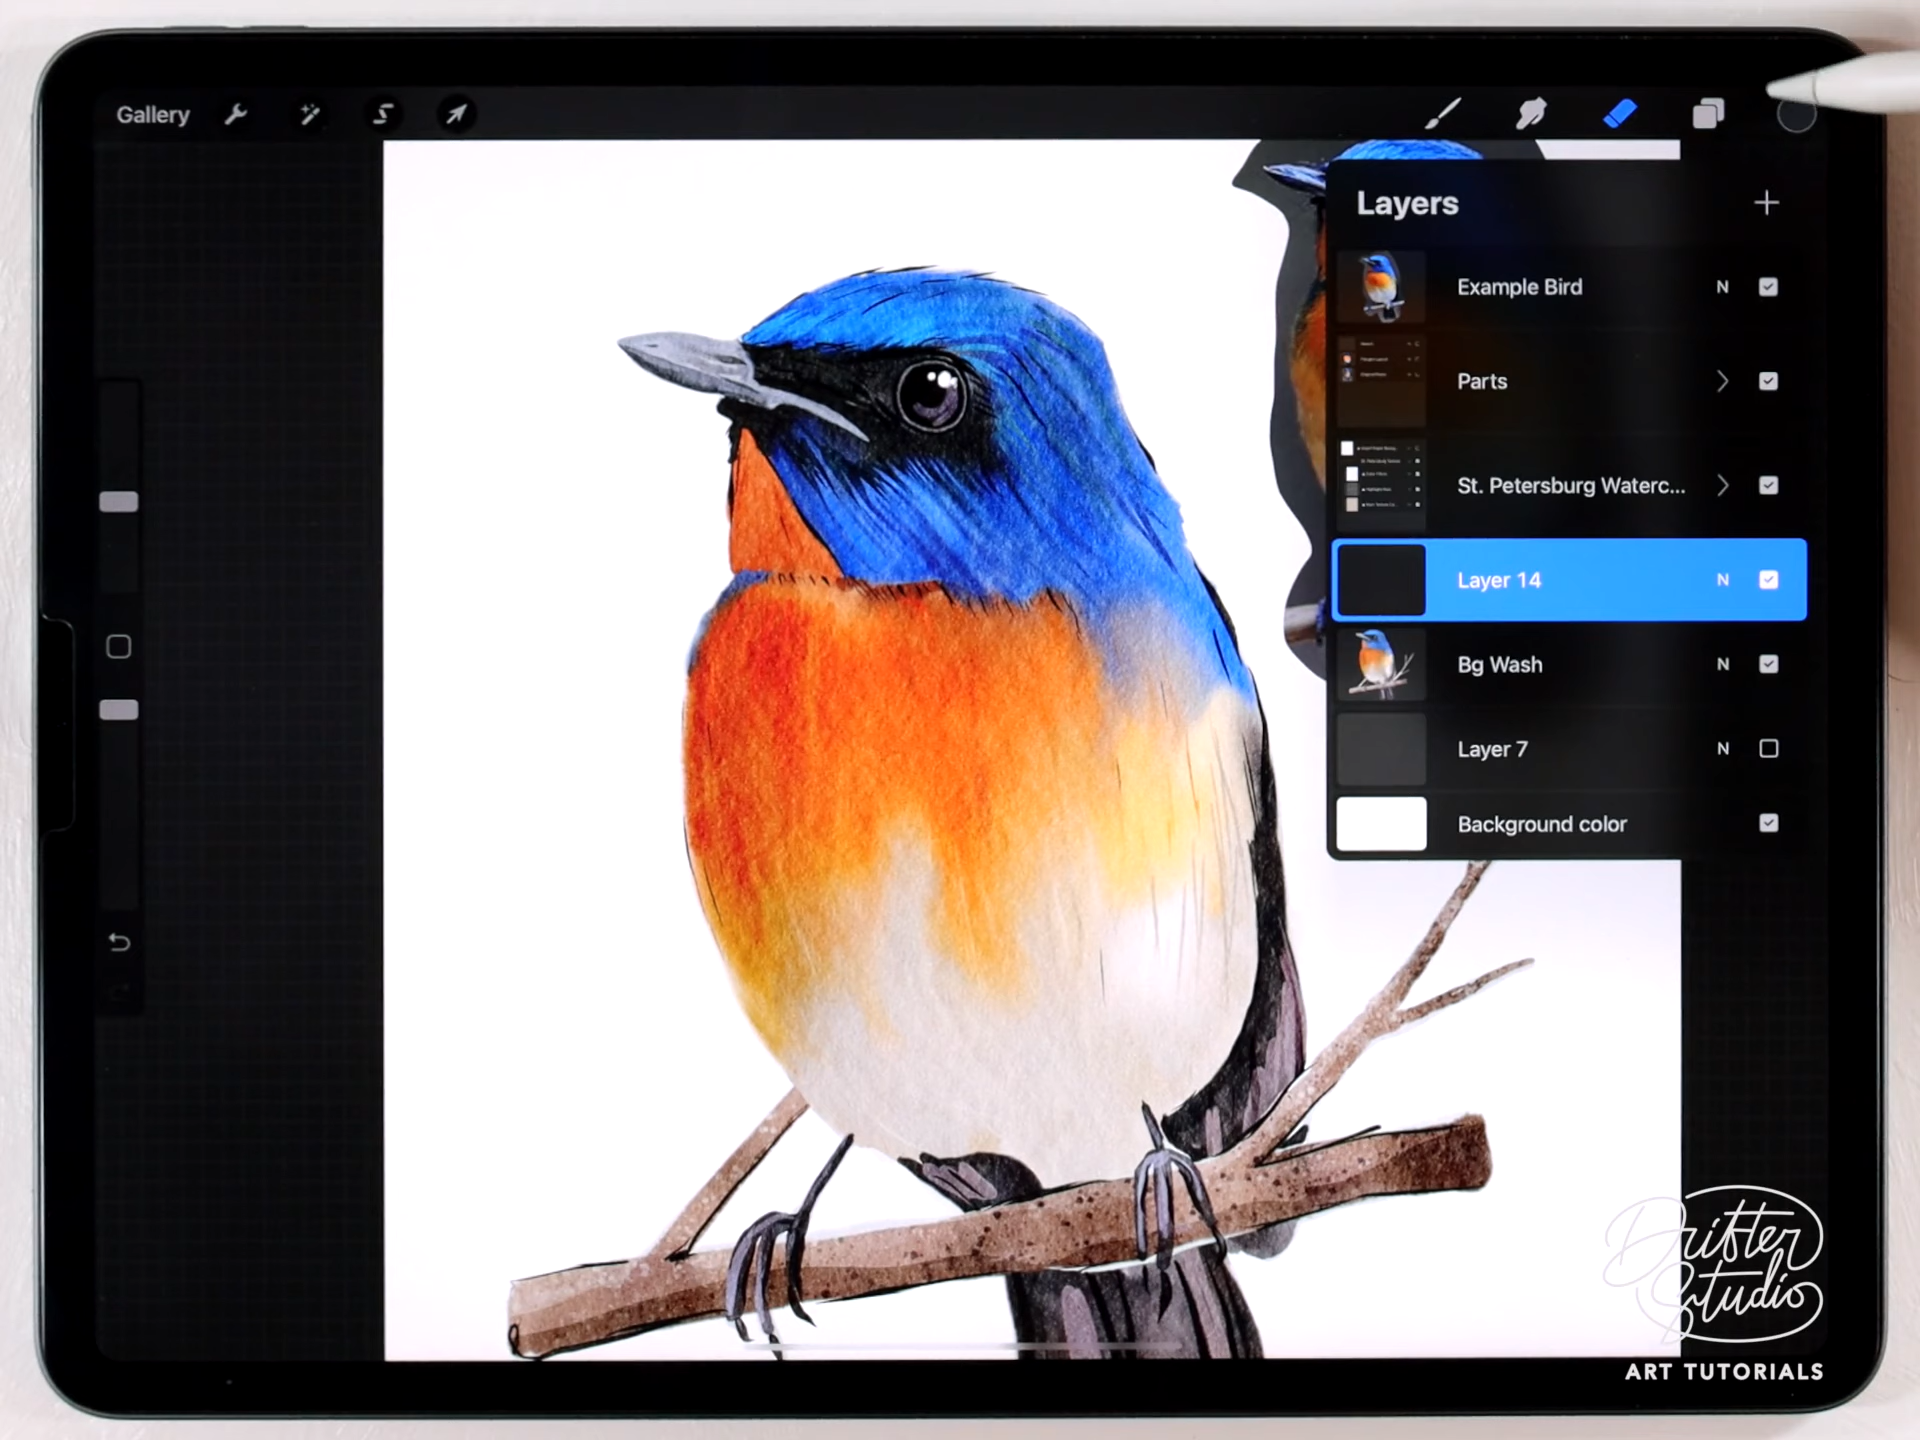 Gallery
Layers
Example Bird N
Parts
St. Petersburg Waterc...
Layer 14 N
Bg Wash N
Layer 7 N
Background color
Drifter
Studio
ART TUTORIALS